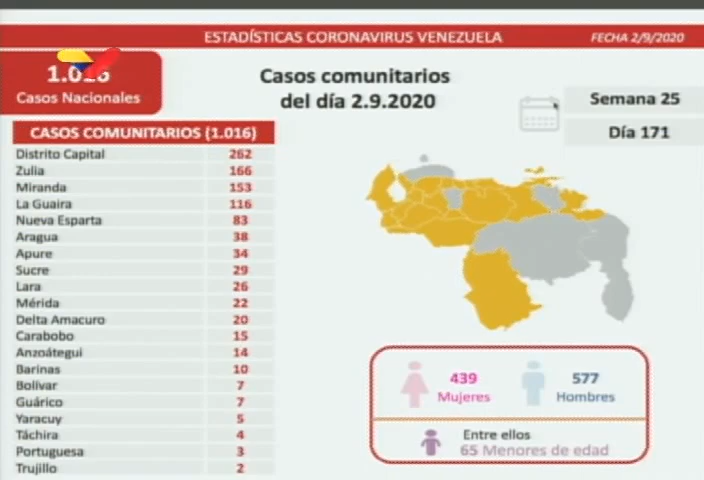 ESTADÍSTICAS CORONAVIRUS VENEZUELA
FECHA 2/9/2020
1.016
Casos Nacionales
Casos comunitarios
del día 2.9.2020
Semana 25
Día 171
CASOS COMUNITARIOS (1.016)
Distrito Capital 262
Zulia 166
Miranda 153
La Guaira 116
Nueva Esparta 83
Aragua 38
Apure 34
Sucre 29
Lara 26
Mérida 22
Delta Amacuro 20
Carabobo 15
Anzoátegui 14
Barinas 10
Bolívar 7
Guárico 7
Yaracuy 5
Táchira 4
Portuguesa 3
Trujillo 2
439
Mujeres
577
Hombres
Entre ellos
65 Menores de edad